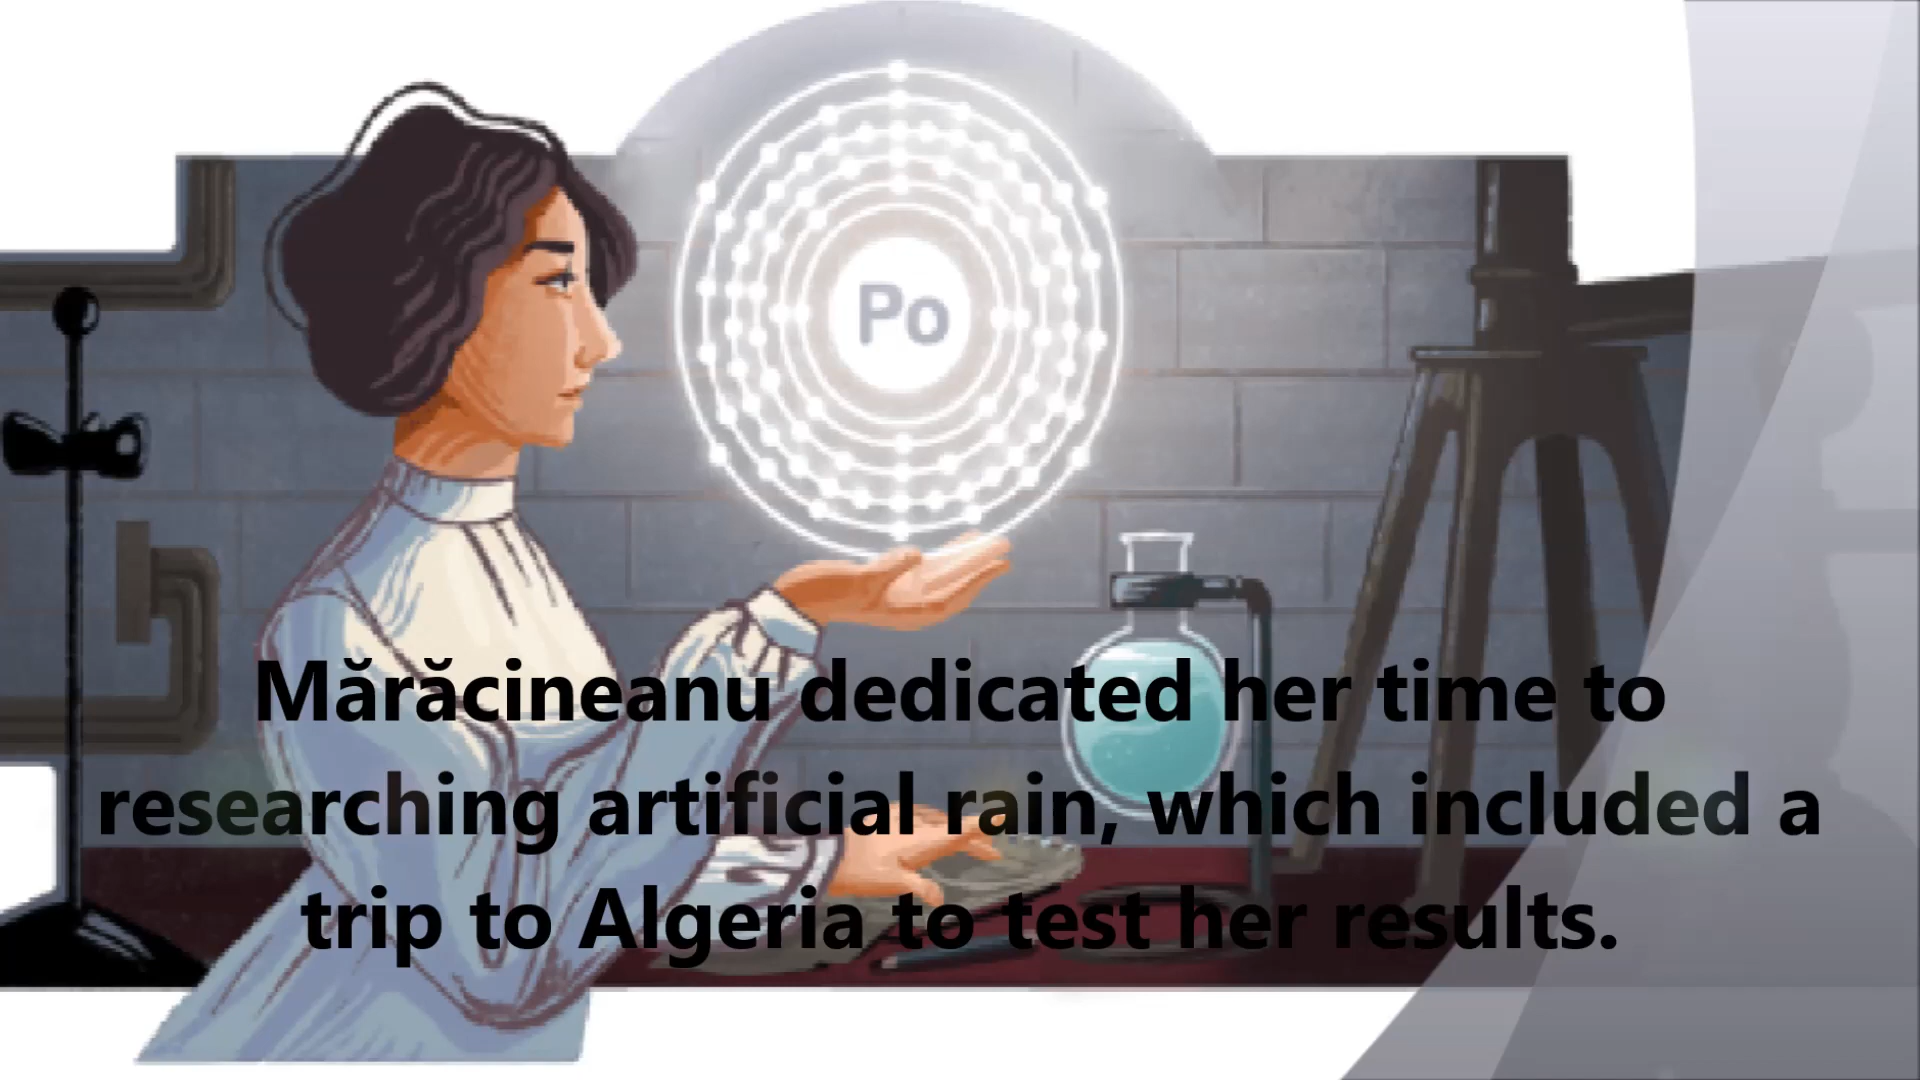 Po
Mărăcineanu dedicated her time to
researching artificial rain, which included a
trip to Algeria to test her results.